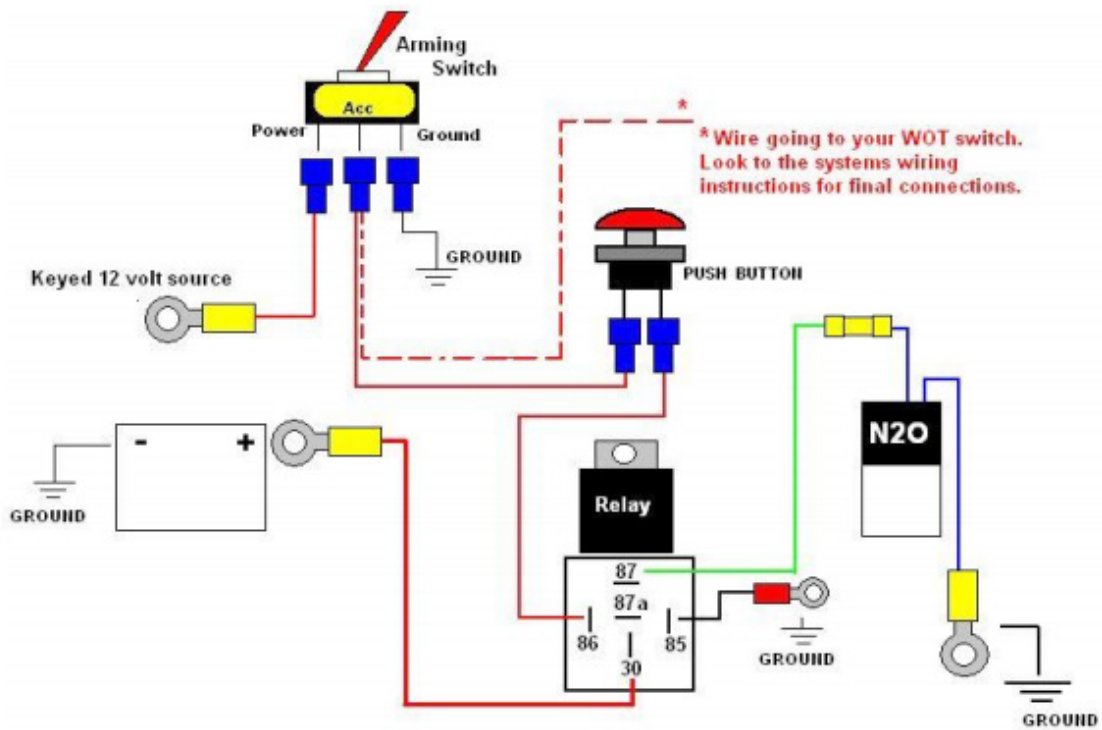 Arming
Switch
Acc
Power
Ground
*
* Wire going to your WOT switch.
Look to the systems wiring
instructions for final connections.
GROUND
PUSH BUTTON
Keyed 12 volt source
- +
N2O
GROUND
Relay
87
87a
86
85
30
GROUND
GROUND